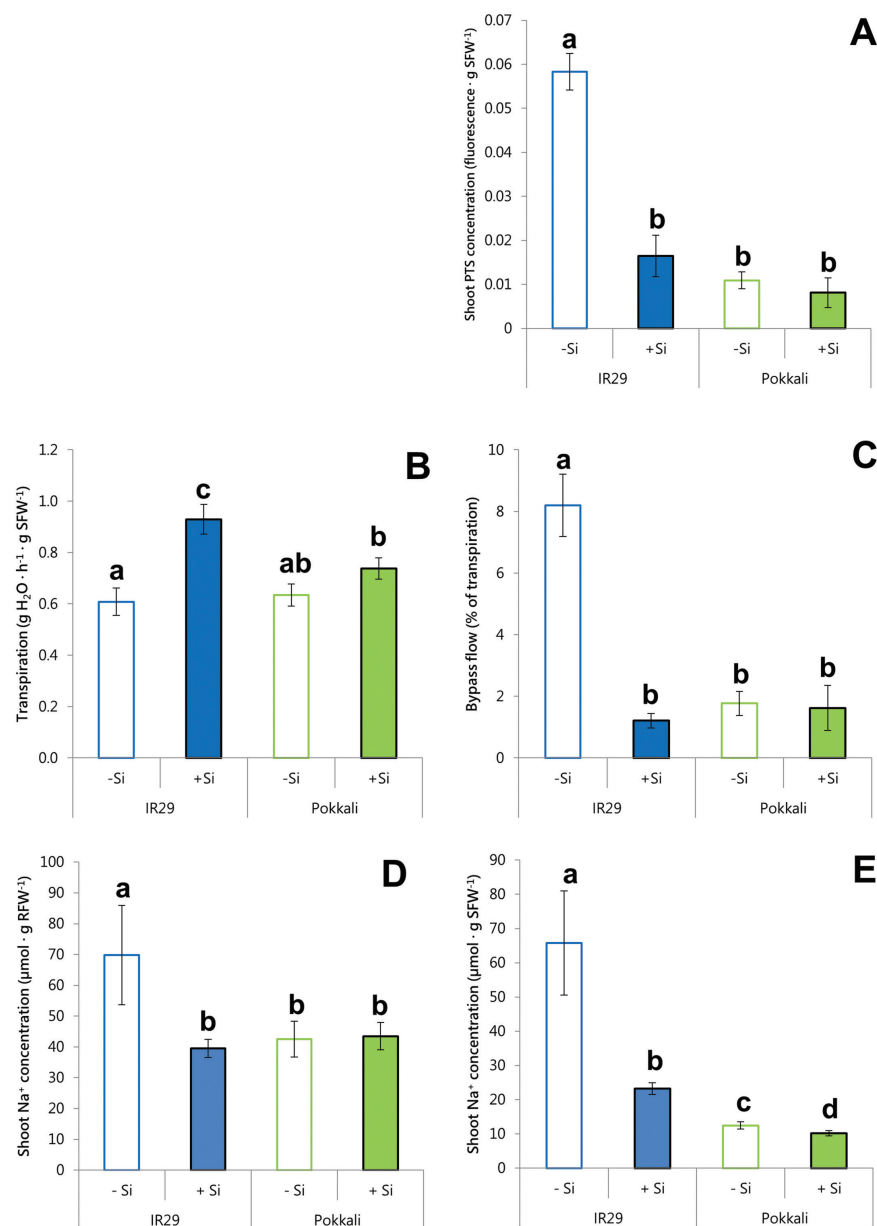 A
Shoot PTS concentration (fluorescence · g SFW⁻¹)
0.07
0.06
0.05
0.04
0.03
0.02
0.01
0
a
b
b
b
-Si
+Si
-Si
+Si
IR29
Pokkali
B
Transpiration (g H₂O · h⁻¹ · g SFW⁻¹)
1.2
1.0
0.8
0.6
0.4
0.2
0.0
a
c
ab
b
-Si
+Si
-Si
+Si
IR29
Pokkali
C
Bypass flow (% of transpiration)
10
8
6
4
2
0
a
b
b
b
-Si
+Si
-Si
+Si
IR29
Pokkali
D
Shoot Na⁺ concentration (µmol · g RFW⁻¹)
100
90
80
70
60
50
40
30
20
10
0
a
b
b
b
- Si
+ Si
- Si
+ Si
IR29
Pokkali
E
Shoot Na⁺ concentration (µmol · g SFW⁻¹)
90
80
70
60
50
40
30
20
10
0
a
b
c
d
- Si
+ Si
- Si
+ Si
IR29
Pokkali